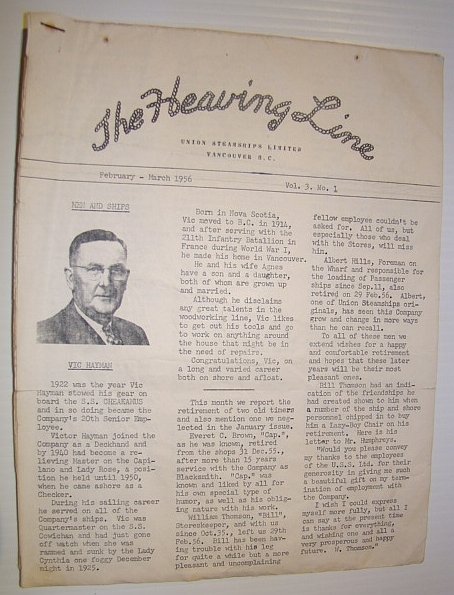 The Heaving Line
UNION STEAMSHIPS LIMITED
VANCOUVER B.C.
February - March 1956
Vol. 3. No. 1
MEN AND SHIPS
VIC HAYMAN
1922 was the year Vic
Hayman stowed his gear on
board the S.S. CHEAKAMUS
and in so doing became the
Company's 20th Senior Emp-
loyee.
Victor Hayman joined the
Company as a Deckhand and
by 1940 had become a re-
lieving Master on the Capi-
lano and Lady Rose, a posi-
tion he held until 1950,
when he came ashore as a
Checker.
During his sailing career
he served on all of the
Company's ships. Vic was
Quartermaster on the S.S.
Cowichan and had just gone
off watch when she was
rammed and sunk by the Lady
Cynthia one foggy December
night in 1925.
Born in Nova Scotia,
Vic moved to B.C. in 1914,
and after serving with the
211th Infantry Batallion in
France during World War I,
he made his home in Vancouver.
He and his wife Agnes
have a son and a daughter,
both of whom are grown up
and married.
Although he disclaims
any great talents in the
woodworking line, Vic likes
to get out his tools and go
to work on anything around
the house that might be in
the need of repairs.
Congratulations, Vic, on
a long and varied career
both on shore and afloat.
This month we report the
retirement of two old timers
and also mention one we neg-
lected in the January issue.
Everet C. Brown, "Cap.",
as he was known, retired
from the shops 31 Dec.55.,
after more than 15 years
service with the Company as
Blacksmith. "Cap." was
known and liked by all for
his own special type of
humor, as well as his oblig-
ing nature with his work.
William Thomson, "Bill",
Storekeeper, and with us
since Oct.35., left us 29th
Feb.56. Bill has been hav-
ing trouble with his leg
for quite a while but a more
pleasant and uncomplaining
fellow employee couldn't be
asked for. All of us, but
especially those who deal
with the Stores, will miss
him.
Albert Hills, Foreman on
the Wharf and responsible for
the loading of Passenger
ships since Sep.11, also
retired on 29 Feb.56. Albert,
one of Union Steamships ori-
ginals, has seen this Company
grow and change in more ways
than he can recall.
To all of these men we
extend wishes for a happy
and comfortable retirement
and hopes that these later
years will be their most
pleasant ones.
Bill Thomson had an indi-
cation of the friendships he
had created shown to him when
a number of the ship and shore
personnel chipped in to buy
him a Lazy-Boy Chair on his
retirement. Here is his
letter to Mr. Humphreys.
"Would you please convey
my thanks to the employees
of the U.S.S. Ltd. for their
generosity in giving me such
a beautiful gift on my term-
ination of employment with
the Company.
I wish I could express
myself more fully, but all I
can say at the present time
is thanks for everything,
and wishing one and all a
very prosperous and happy
future. W. Thomson."